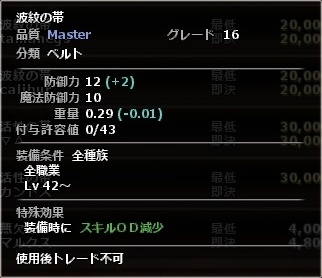 波紋の帯
品質 Master グレード 16
分類 ベルト
防御力 12 (+2)
魔法防御力 10
重量 0.29 (-0.01)
付与許容値 0/43
装備条件 全種族
全職業
Lv 42～
特殊効果
装備時に スキルＯＤ減少
使用後トレード不可